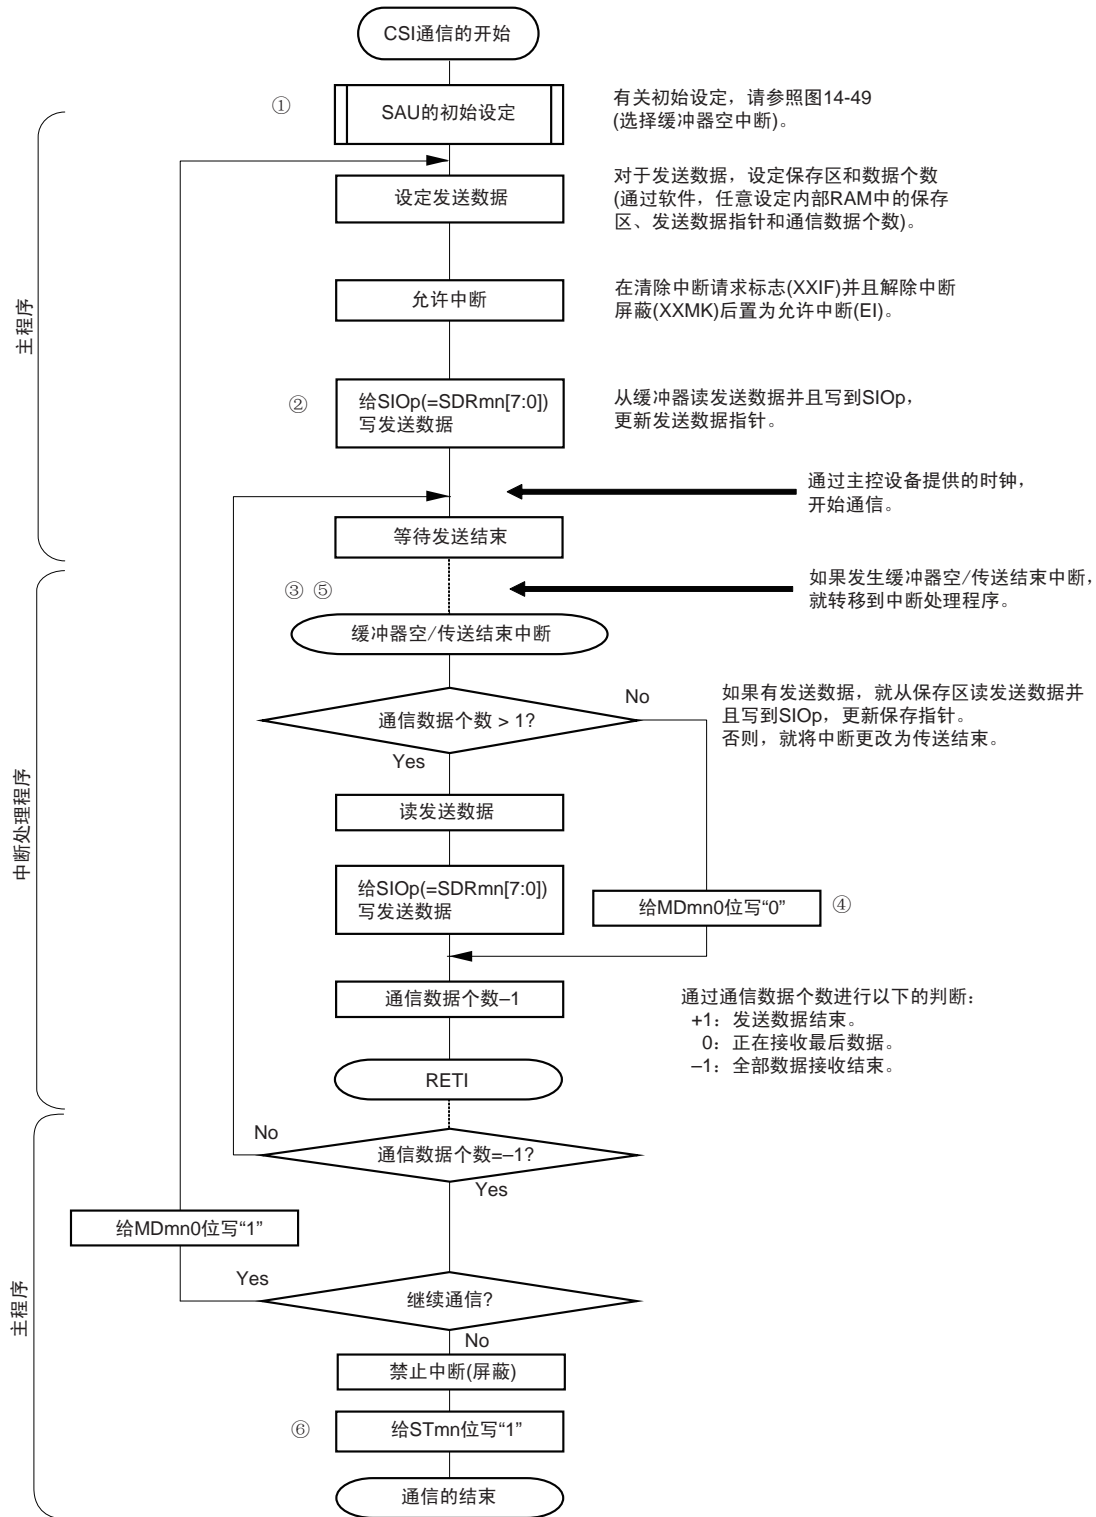 CSI通信的开始
①
SAU的初始设定
有关初始设定，请参照图14-49
(选择缓冲器空中断)。
设定发送数据
对于发送数据，设定保存区和数据个数
(通过软件，任意设定内部RAM中的保存
区、发送数据指针和通信数据个数)。
主程序
允许中断
在清除中断请求标志(XXIF)并且解除中断
屏蔽(XXMK)后置为允许中断(EI)。
②
给SIOp(=SDRmn[7:0])
写发送数据
从缓冲器读发送数据并且写到SIOp，
更新发送数据指针。
通过主控设备提供的时钟，
开始通信。
等待发送结束
③ ⑤
如果发生缓冲器空/传送结束中断，
就转移到中断处理程序。
缓冲器空/传送结束中断
通信数据个数 > 1?
No
Yes
如果有发送数据，就从保存区读发送数据并
且写到SIOp，更新保存指针。
否则，就将中断更改为传送结束。
中断处理程序
读发送数据
给SIOp(=SDRmn[7:0])
写发送数据
给MDmn0位写“0”
④
通信数据个数–1
通过通信数据个数进行以下的判断：
+1：发送数据结束。
0：正在接收最后数据。
–1：全部数据接收结束。
RETI
No
通信数据个数=–1?
Yes
给MDmn0位写“1”
Yes
继续通信?
No
主程序
禁止中断(屏蔽)
⑥
给STmn位写“1”
通信的结束